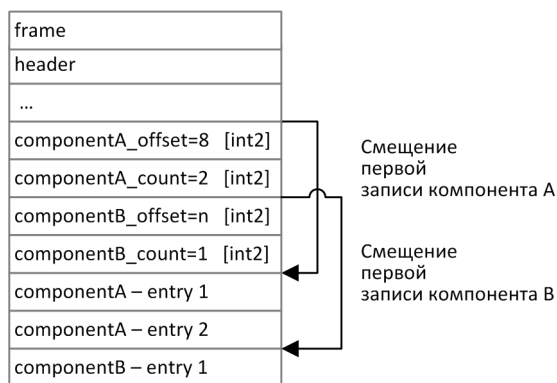 frame
header
...
componentA_offset=8 [int2]
componentA_count=2 [int2]
componentB_offset=n [int2]
componentB_count=1 [int2]
componentA – entry 1
componentA – entry 2
componentB – entry 1
Смещение
первой
записи компонента A
Смещение
первой
записи компонента B